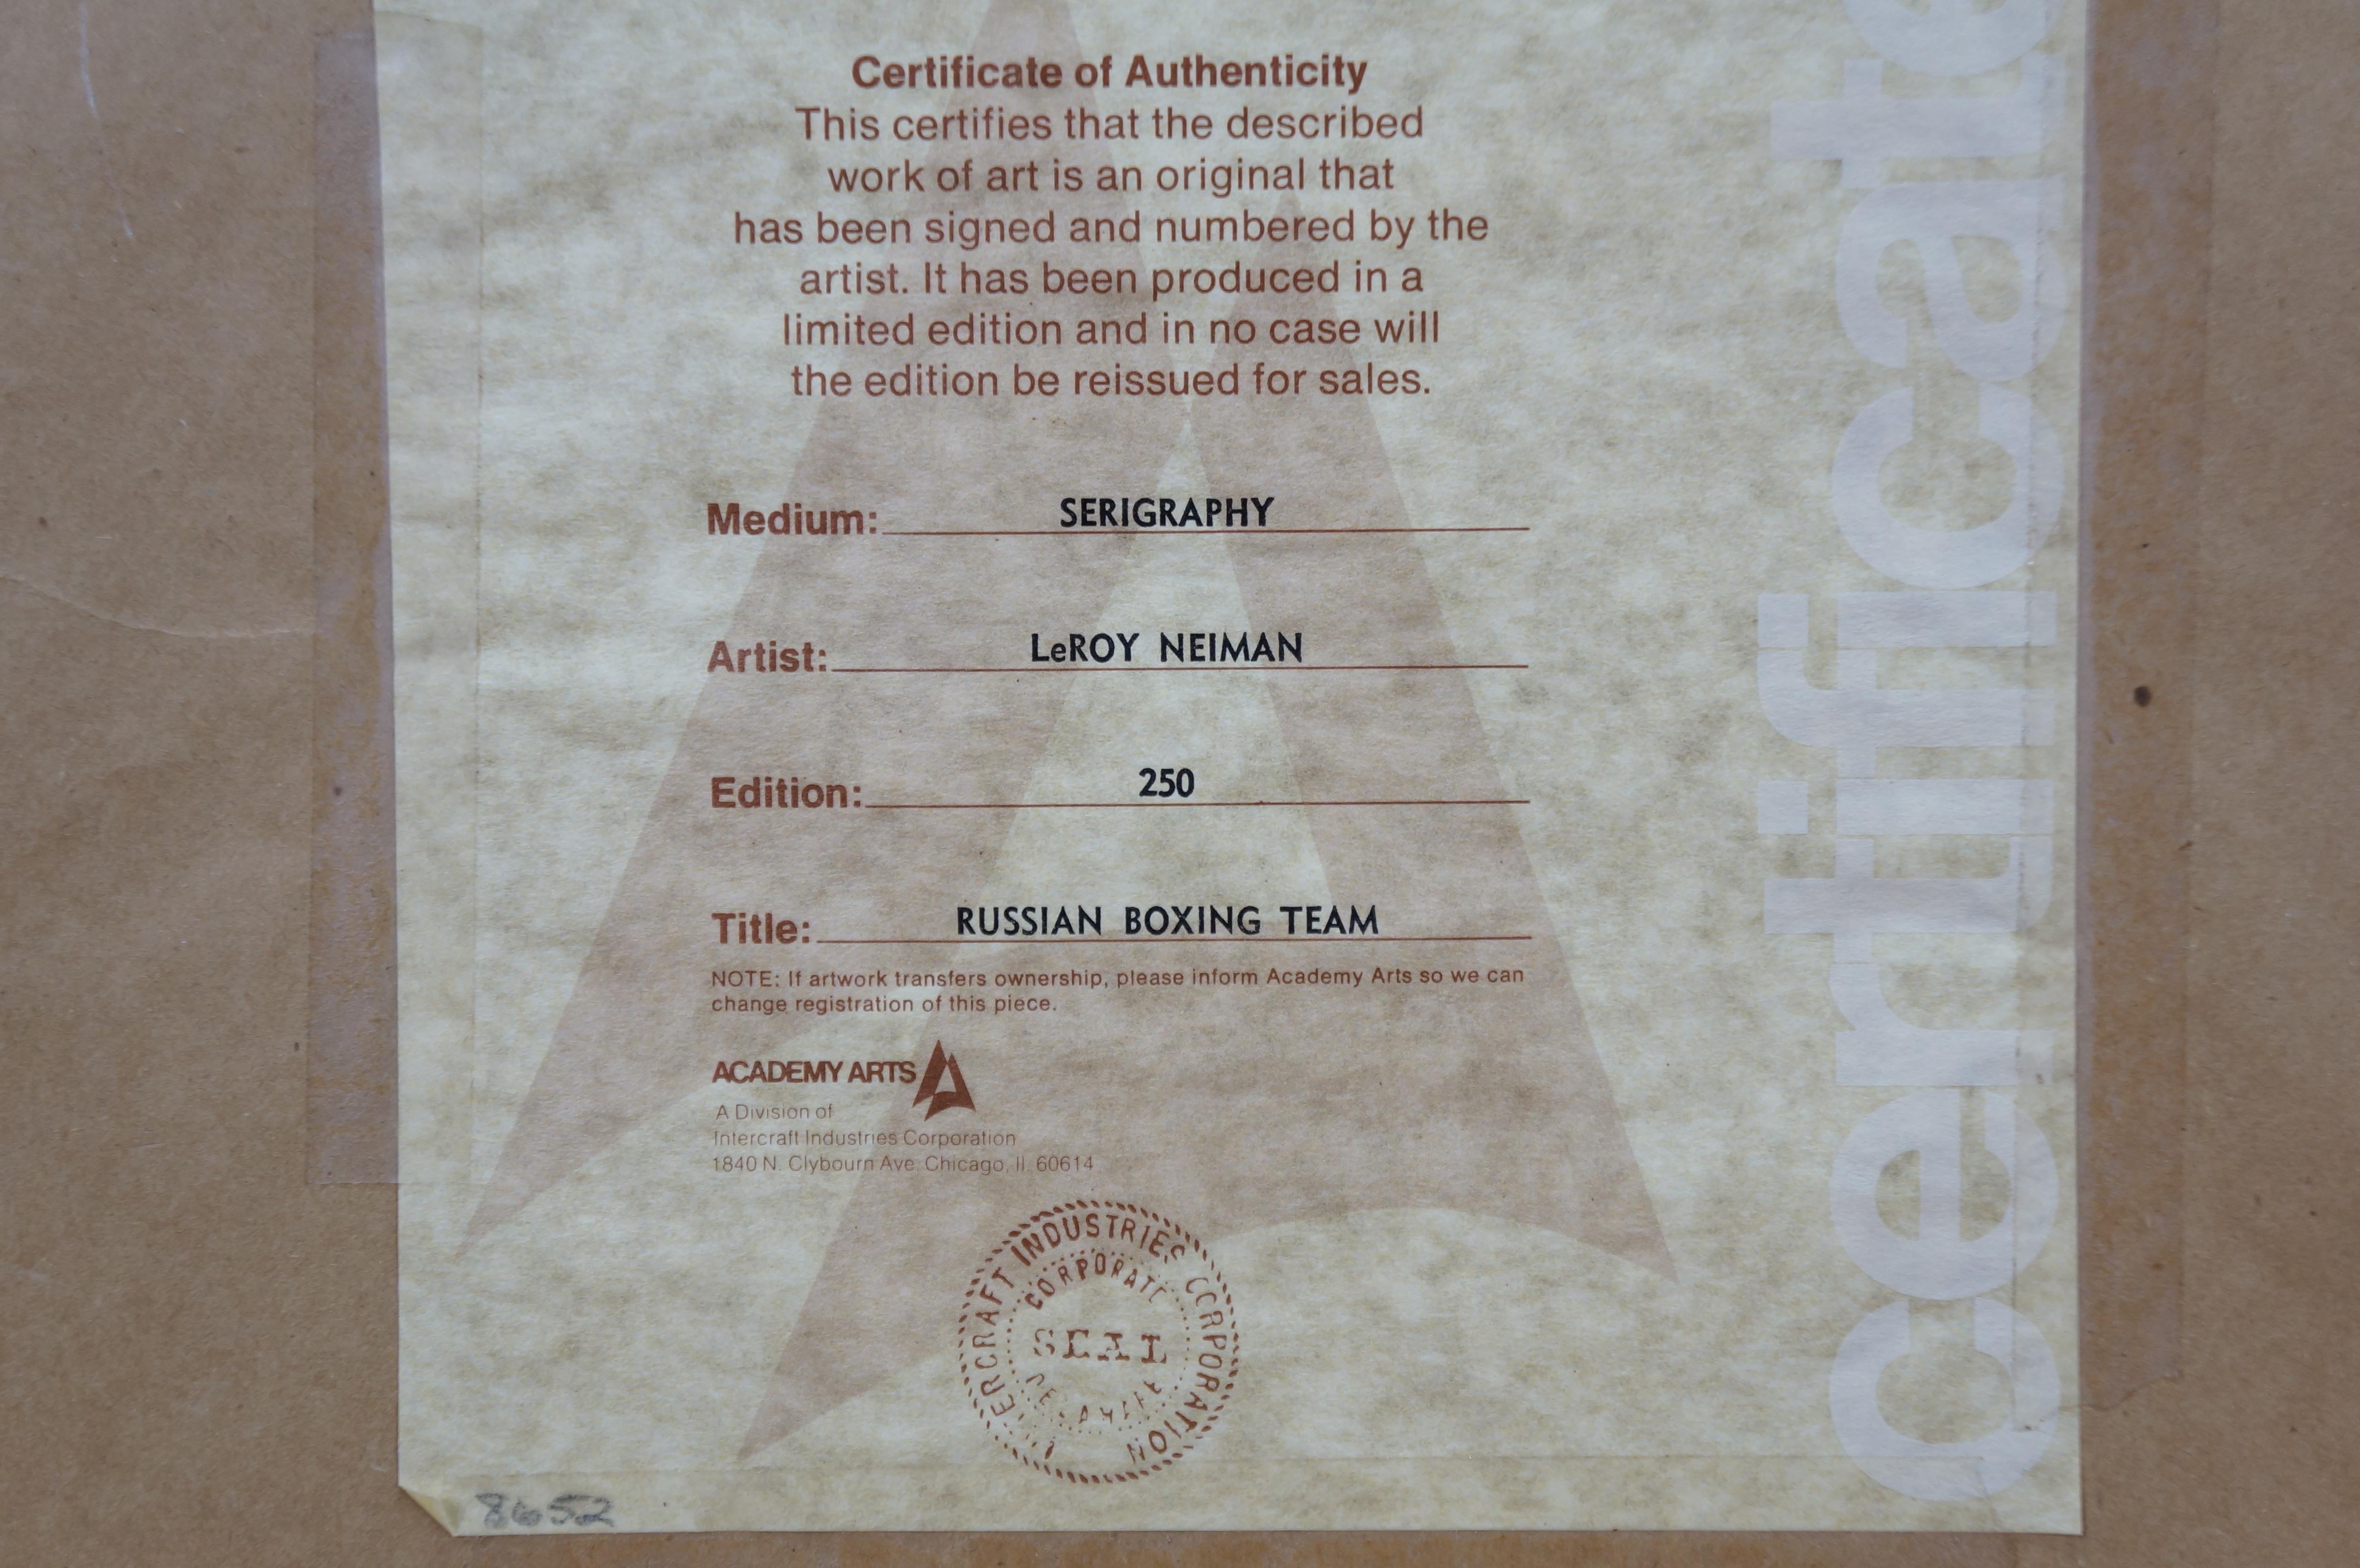 Certificate of Authenticity
This certifies that the described
work of art is an original that
has been signed and numbered by the
artist. It has been produced in a
limited edition and in no case will
the edition be reissued for sales.
Medium: SERIGRAPHY
Artist: LeROY NEIMAN
Edition: 250
Title: RUSSIAN BOXING TEAM
NOTE: If artwork transfers ownership, please inform Academy Arts so we can
change registration of this piece.
ACADEMY ARTS
A Division of
Intercraft Industries Corporation
1840 N. Clybourn Ave. Chicago, Il 60614
INDUSTRIES CORPORATION
CORPORATE
SEAL
8652
certificate